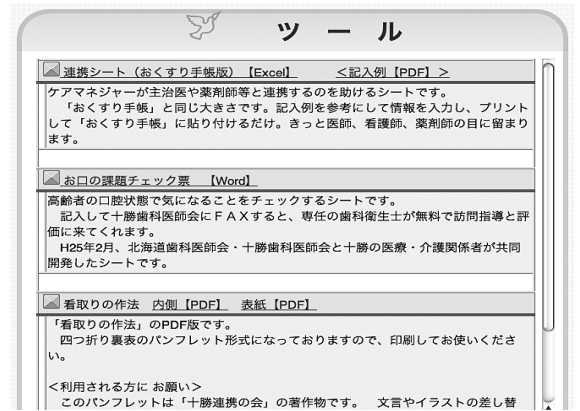 ツール
連携シート（おくすり手帳版）【Excel】　＜記入例【PDF】＞
ケアマネジャーが主治医や薬剤師等と連携するのを助けるシートです。
　「おくすり手帳」と同じ大きさです。記入例を参考にして情報を入力し、プリント
して「おくすり手帳」に貼り付けるだけ。きっと医師、看護師、薬剤師の目に留まり
ます。
お口の課題チェック票　【Word】
高齢者の口腔状態で気になることをチェックするシートです。
　記入して十勝歯科医師会にＦＡＸすると、専任の歯科衛生士が無料で訪問指導と評
価に来てくれます。
　H25年2月、北海道歯科医師会・十勝歯科医師会と十勝の医療・介護関係者が共同
開発したシートです。
看取りの作法　内側【PDF】　表紙【PDF】
「看取りの作法」のPDF版です。
　四つ折り裏表のパンフレット形式になっておりますので、印刷してお使いくださ
い。
＜利用される方に お願い＞
　このパンフレットは「十勝連携の会」の著作物です。　文言やイラストの差し替